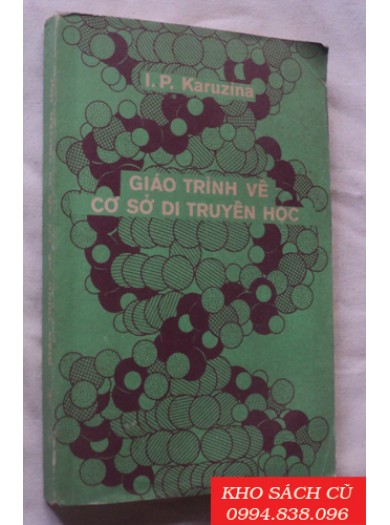 I. P. Karuzina
GIÁO TRÌNH VỀ
CƠ SỞ DI TRUYỀN HỌC
KHO SÁCH CŨ
0994.838.096